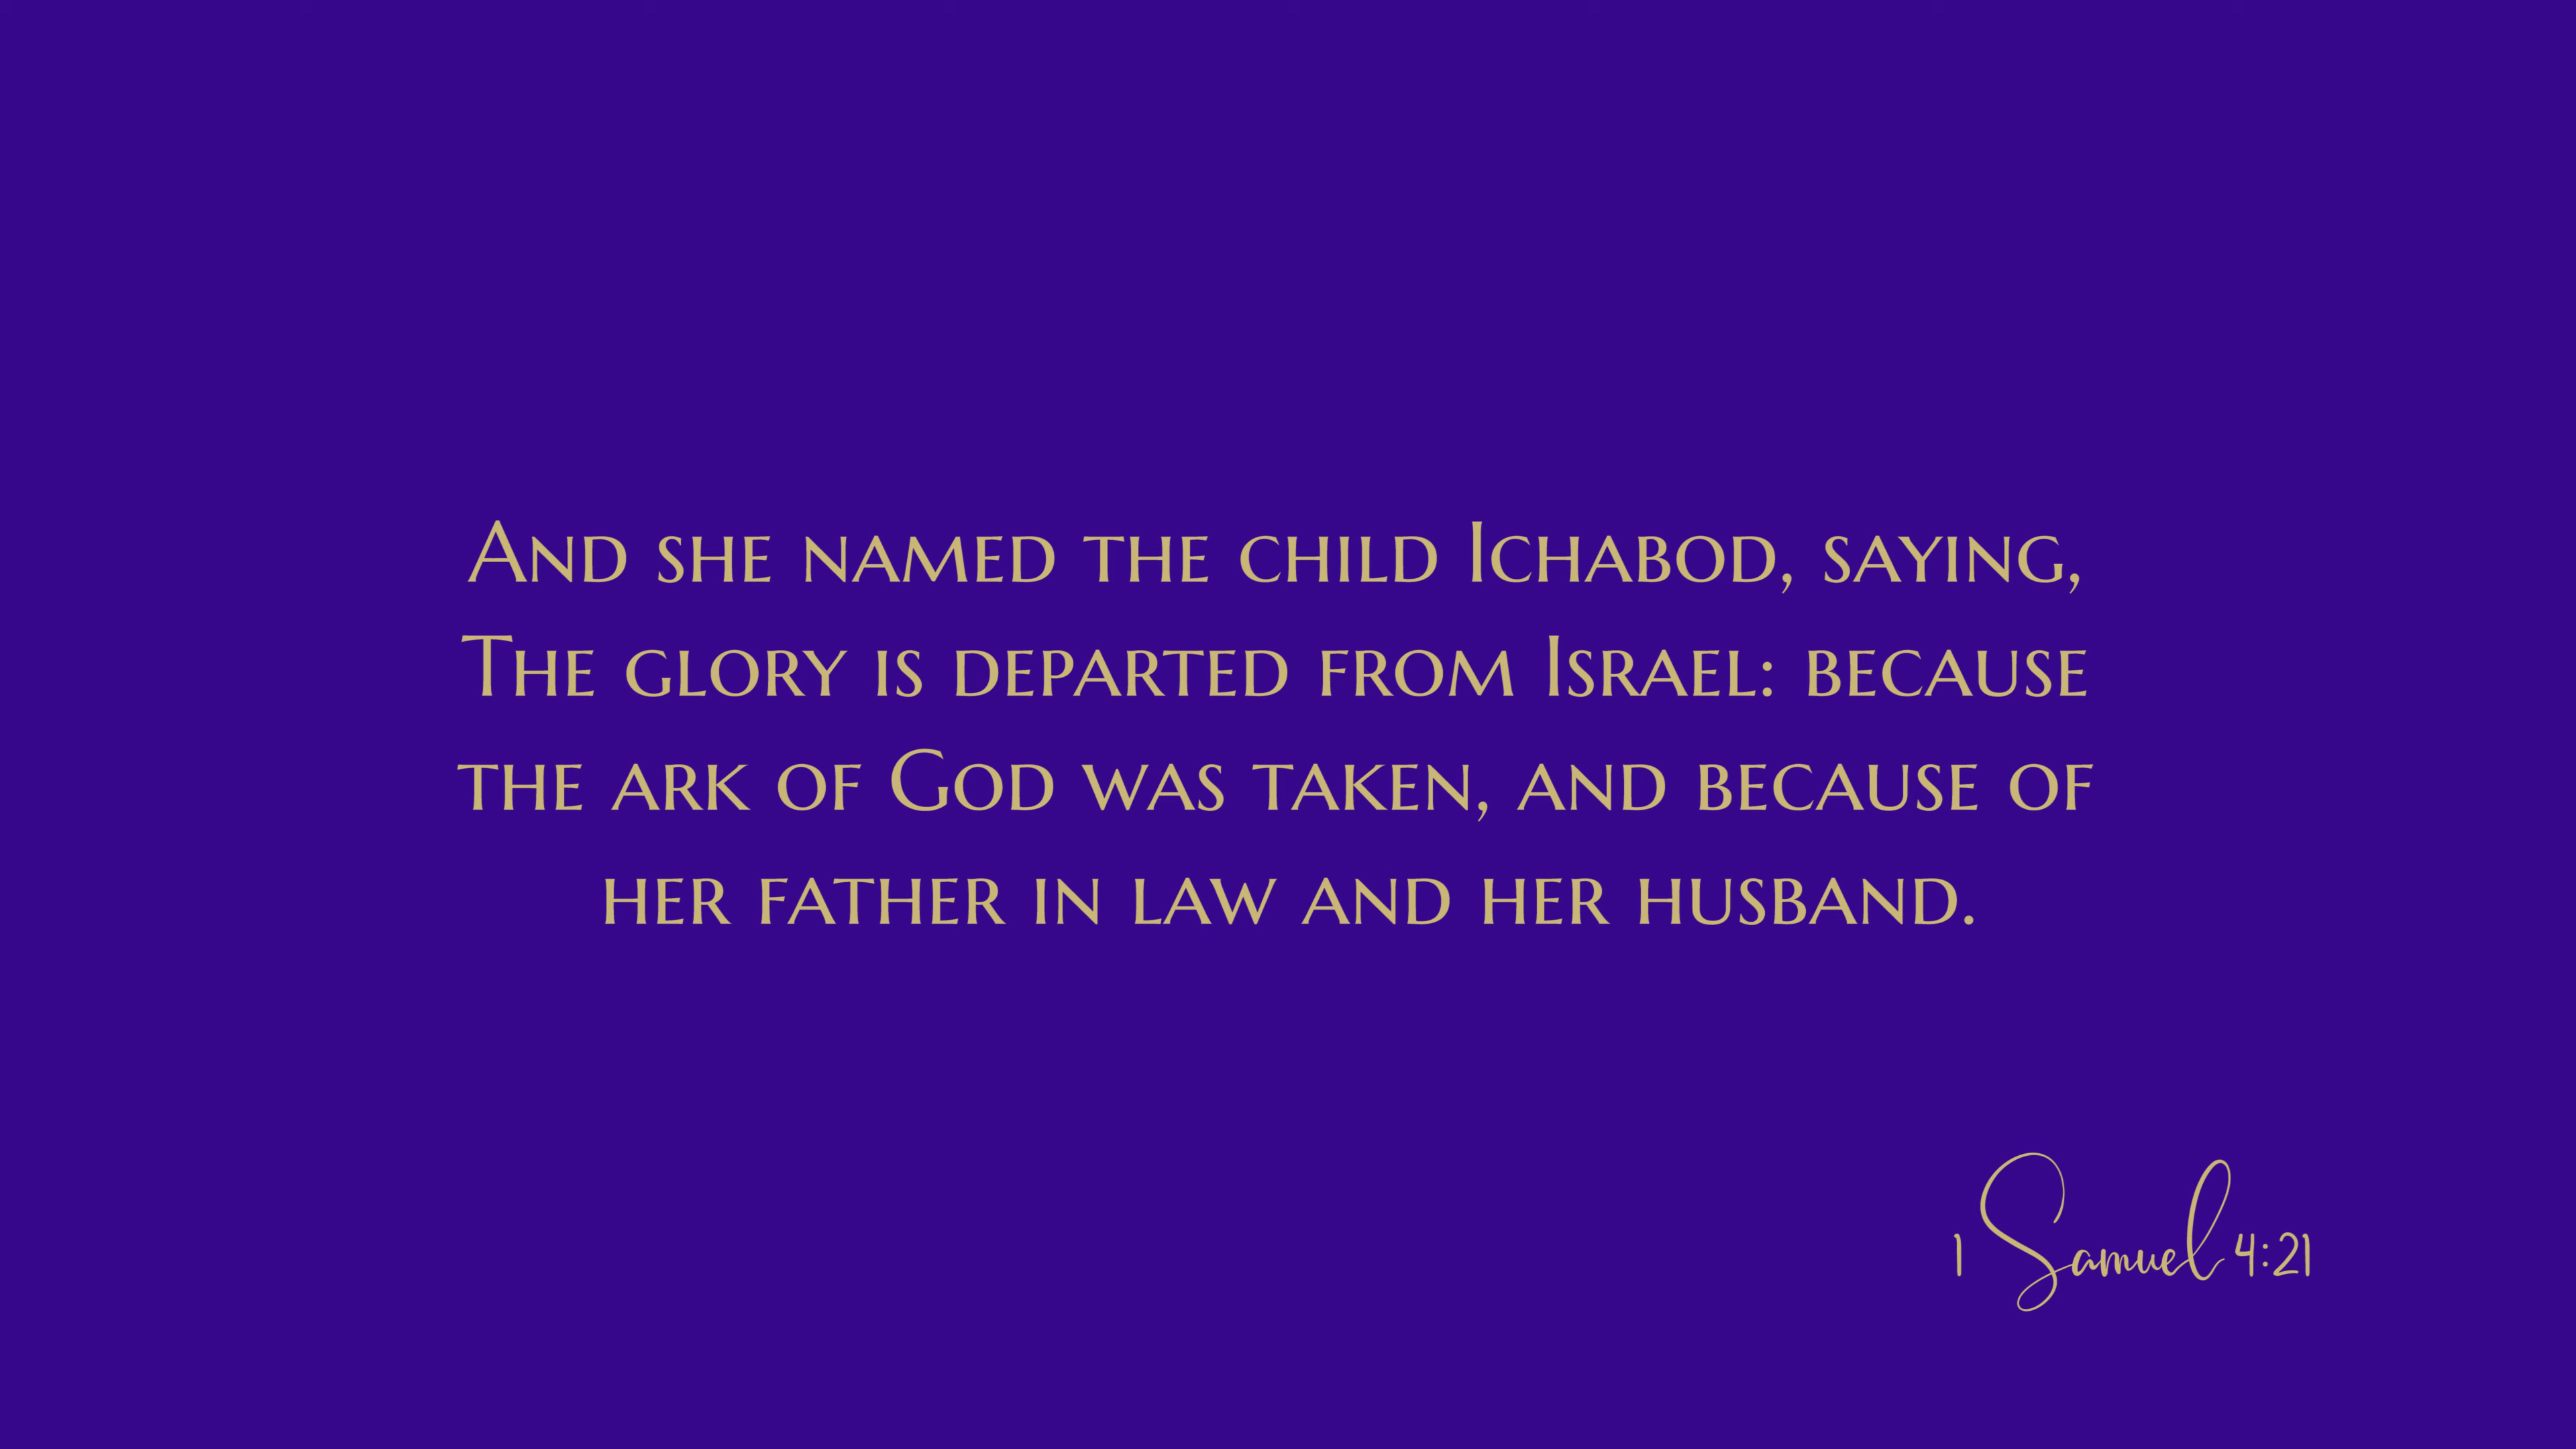 And she named the child Ichabod, saying,
The glory is departed from Israel: because
the ark of God was taken, and because of
her father in law and her husband.
1 Samuel 4:21